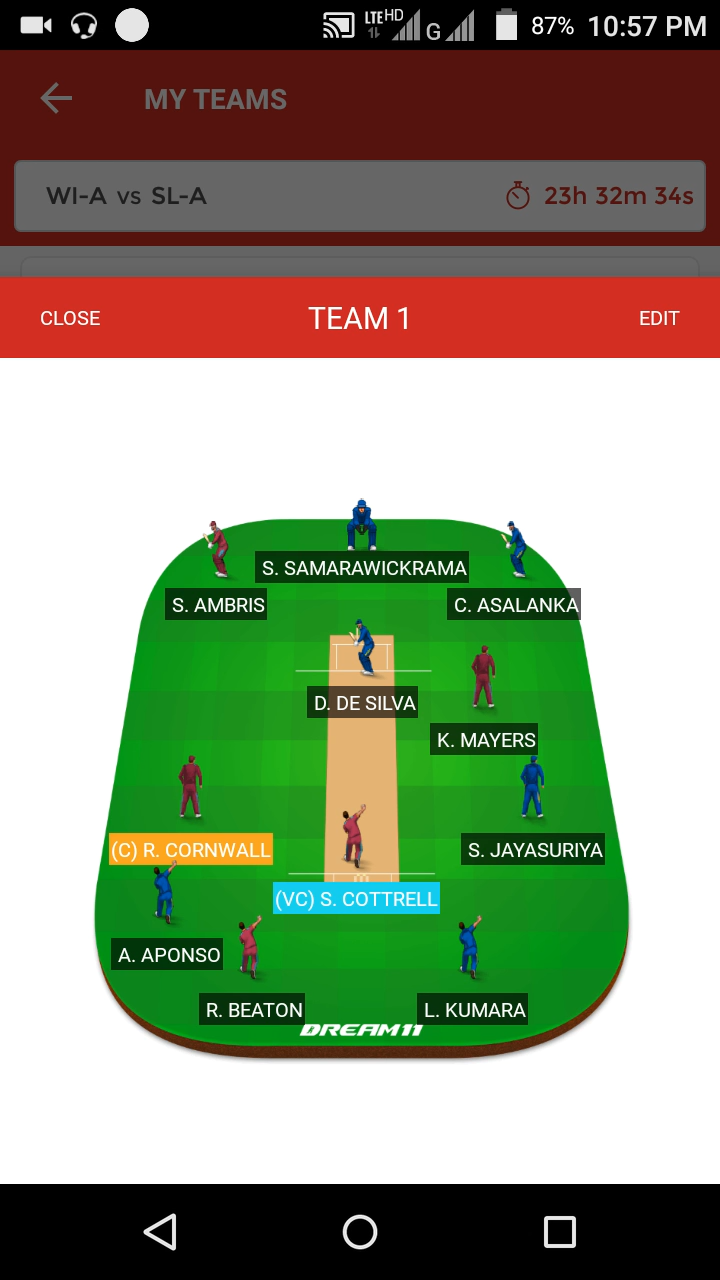 LTE HD G 87% 10:57 PM
MY TEAMS
WI-A vs SL-A 23h 32m 34s
CLOSE TEAM 1 EDIT
S. SAMARAWICKRAMA
S. AMBRIS C. ASALANKA
D. DE SILVA
K. MAYERS
(C) R. CORNWALL S. JAYASURIYA
(VC) S. COTTRELL
A. APONSO
R. BEATON L. KUMARA
DREAM11